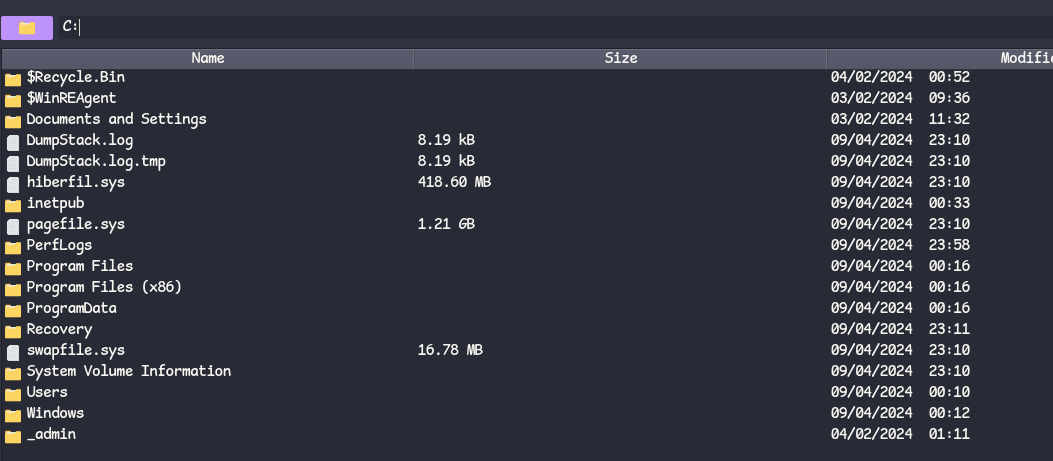 C:
Name Size Modifie
$Recycle.Bin 04/02/2024 00:52
$WinREAgent 03/02/2024 09:36
Documents and Settings 03/02/2024 11:32
DumpStack.log 8.19 kB 09/04/2024 23:10
DumpStack.log.tmp 8.19 kB 09/04/2024 23:10
hiberfil.sys 418.60 MB 09/04/2024 23:10
inetpub 09/04/2024 00:33
pagefile.sys 1.21 GB 09/04/2024 23:10
PerfLogs 09/04/2024 23:58
Program Files 09/04/2024 00:16
Program Files (x86) 09/04/2024 00:16
ProgramData 09/04/2024 00:16
Recovery 09/04/2024 23:11
swapfile.sys 16.78 MB 09/04/2024 23:10
System Volume Information 09/04/2024 23:10
Users 09/04/2024 00:10
Windows 09/04/2024 00:12
_admin 04/02/2024 01:11